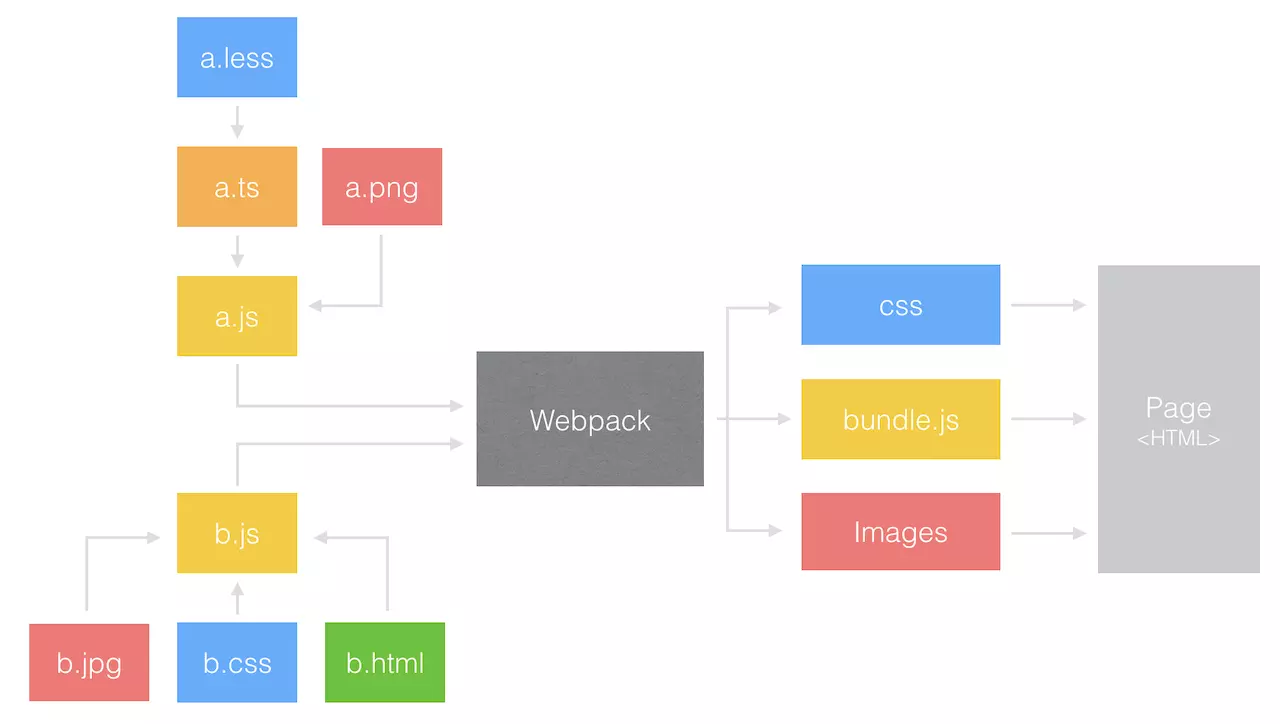 a.less
a.ts
a.png
a.js
css
Webpack
bundle.js
Page
<HTML>
b.js
Images
b.jpg
b.css
b.html